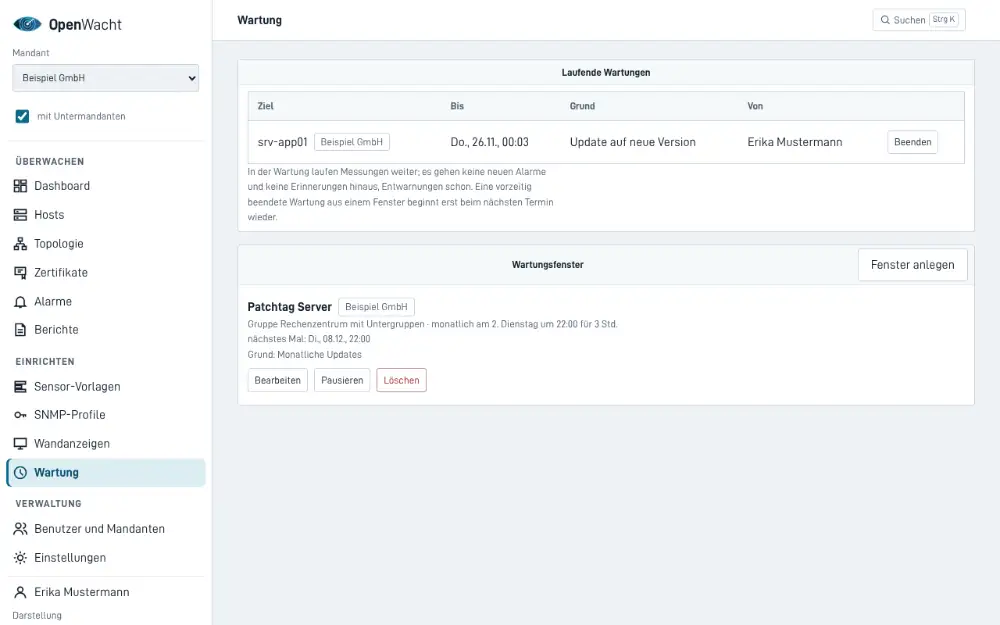 OpenWacht
Mandant
Beispiel GmbH
mit Untermandanten
ÜBERWACHEN
Dashboard
Hosts
Topologie
Zertifikate
Alarme
Berichte
EINRICHTEN
Sensor-Vorlagen
SNMP-Profile
Wandanzeigen
Wartung
VERWALTUNG
Benutzer und Mandanten
Einstellungen
Erika Mustermann
Darstellung
Wartung
Suchen Strg K
Laufende Wartungen
Ziel Bis Grund Von
srv-app01 Beispiel GmbH Do., 26.11., 00:03 Update auf neue Version Erika Mustermann Beenden
In der Wartung laufen Messungen weiter; es gehen keine neuen Alarme
und keine Erinnerungen hinaus, Entwarnungen schon. Eine vorzeitig
beendete Wartung aus einem Fenster beginnt erst beim nächsten Termin
wieder.
Wartungsfenster
Fenster anlegen
Patchtag Server Beispiel GmbH
Gruppe Rechenzentrum mit Untergruppen · monatlich am 2. Dienstag um 22:00 für 3 Std.
nächstes Mal: Di., 08.12., 22:00
Grund: Monatliche Updates
Bearbeiten Pausieren Löschen